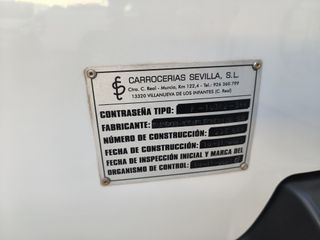 CARROCERIAS SEVILLA, S.L.
Ctra. C. Real - Murcia, Km 122,4 - Tel: 926 360 799
13320 VILLANUEVA DE LOS INFANTES (C. Real)
CONTRASEÑA TIPO:
FABRICANTE:
NÚMERO DE CONSTRUCCIÓN:
FECHA DE CONSTRUCCIÓN:
FECHA DE INSPECCIÓN INICIAL Y MARCA DEL
ORGANISMO DE CONTROL: